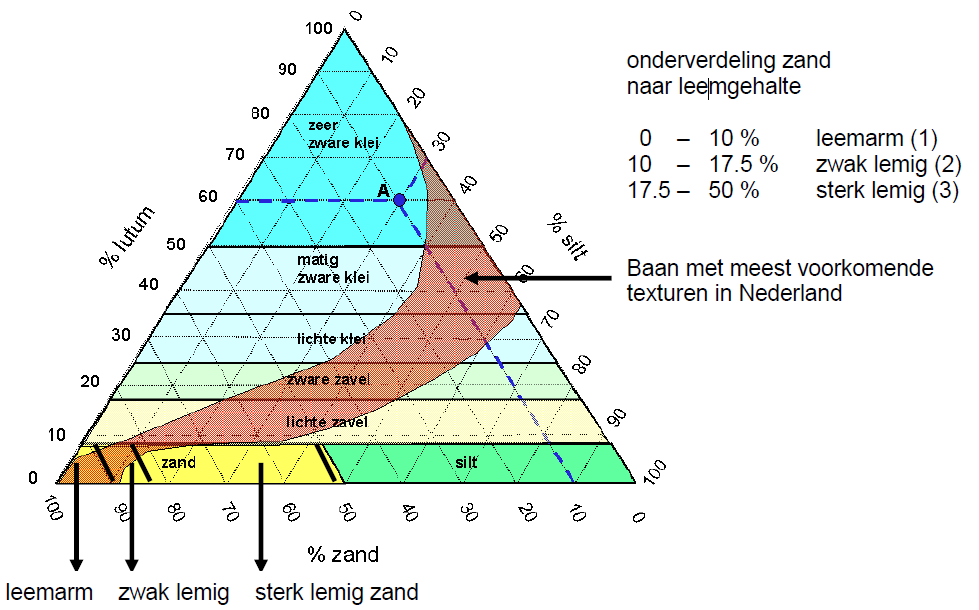 100
90
80
70
60
50
40
30
20
10
0
% lutum
0
10
20
30
40
50
60
70
80
90
100
% silt
100
90
80
70
60
50
40
30
20
10
0
% zand
zeer
zware klei
A
matig
zware klei
lichte klei
zware zavel
lichte zavel
zand
silt
leemarm
zwak lemig
sterk lemig zand
onderverdeling zand
naar leemgehalte
0 – 10 % leemarm (1)
10 – 17.5 % zwak lemig (2)
17.5 – 50 % sterk lemig (3)
Baan met meest voorkomende
texturen in Nederland